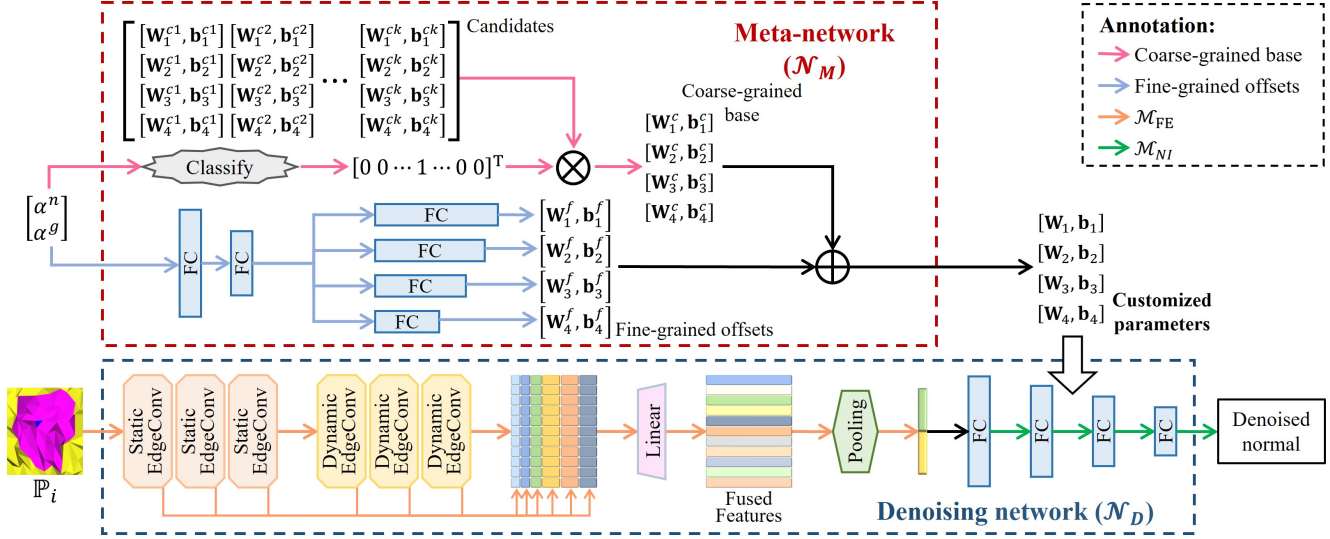 [W_1^{c1}, b_1^{c1}] [W_1^{c2}, b_1^{c2}] [W_1^{ck}, b_1^{ck}] Candidates
[W_2^{c1}, b_2^{c1}] [W_2^{c2}, b_2^{c2}] ... [W_2^{ck}, b_2^{ck}]
[W_3^{c1}, b_3^{c1}] [W_3^{c2}, b_3^{c2}] [W_3^{ck}, b_3^{ck}]
[W_4^{c1}, b_4^{c1}] [W_4^{c2}, b_4^{c2}] [W_4^{ck}, b_4^{ck}]
Meta-network
(𝒩_M)
Annotation:
Coarse-grained base
Fine-grained offsets
ℳ_FE
ℳ_NI
[α^n
α^g]
Classify
[0 0 ⋯ 1 ⋯ 0 0]^T
Coarse-grained
base
[W_1^c, b_1^c]
[W_2^c, b_2^c]
[W_3^c, b_3^c]
[W_4^c, b_4^c]
FC
FC
FC
FC
FC
FC
[W_1^f, b_1^f]
[W_2^f, b_2^f]
[W_3^f, b_3^f]
[W_4^f, b_4^f]
Fine-grained offsets
[W_1, b_1]
[W_2, b_2]
[W_3, b_3]
[W_4, b_4]
Customized
parameters
ℙ_i
Static
EdgeConv
Static
EdgeConv
Static
EdgeConv
Dynamic
EdgeConv
Dynamic
EdgeConv
Dynamic
EdgeConv
Linear
Fused
Features
Pooling
FC
FC
FC
FC
Denoised
normal
Denoising network (𝒩_D)